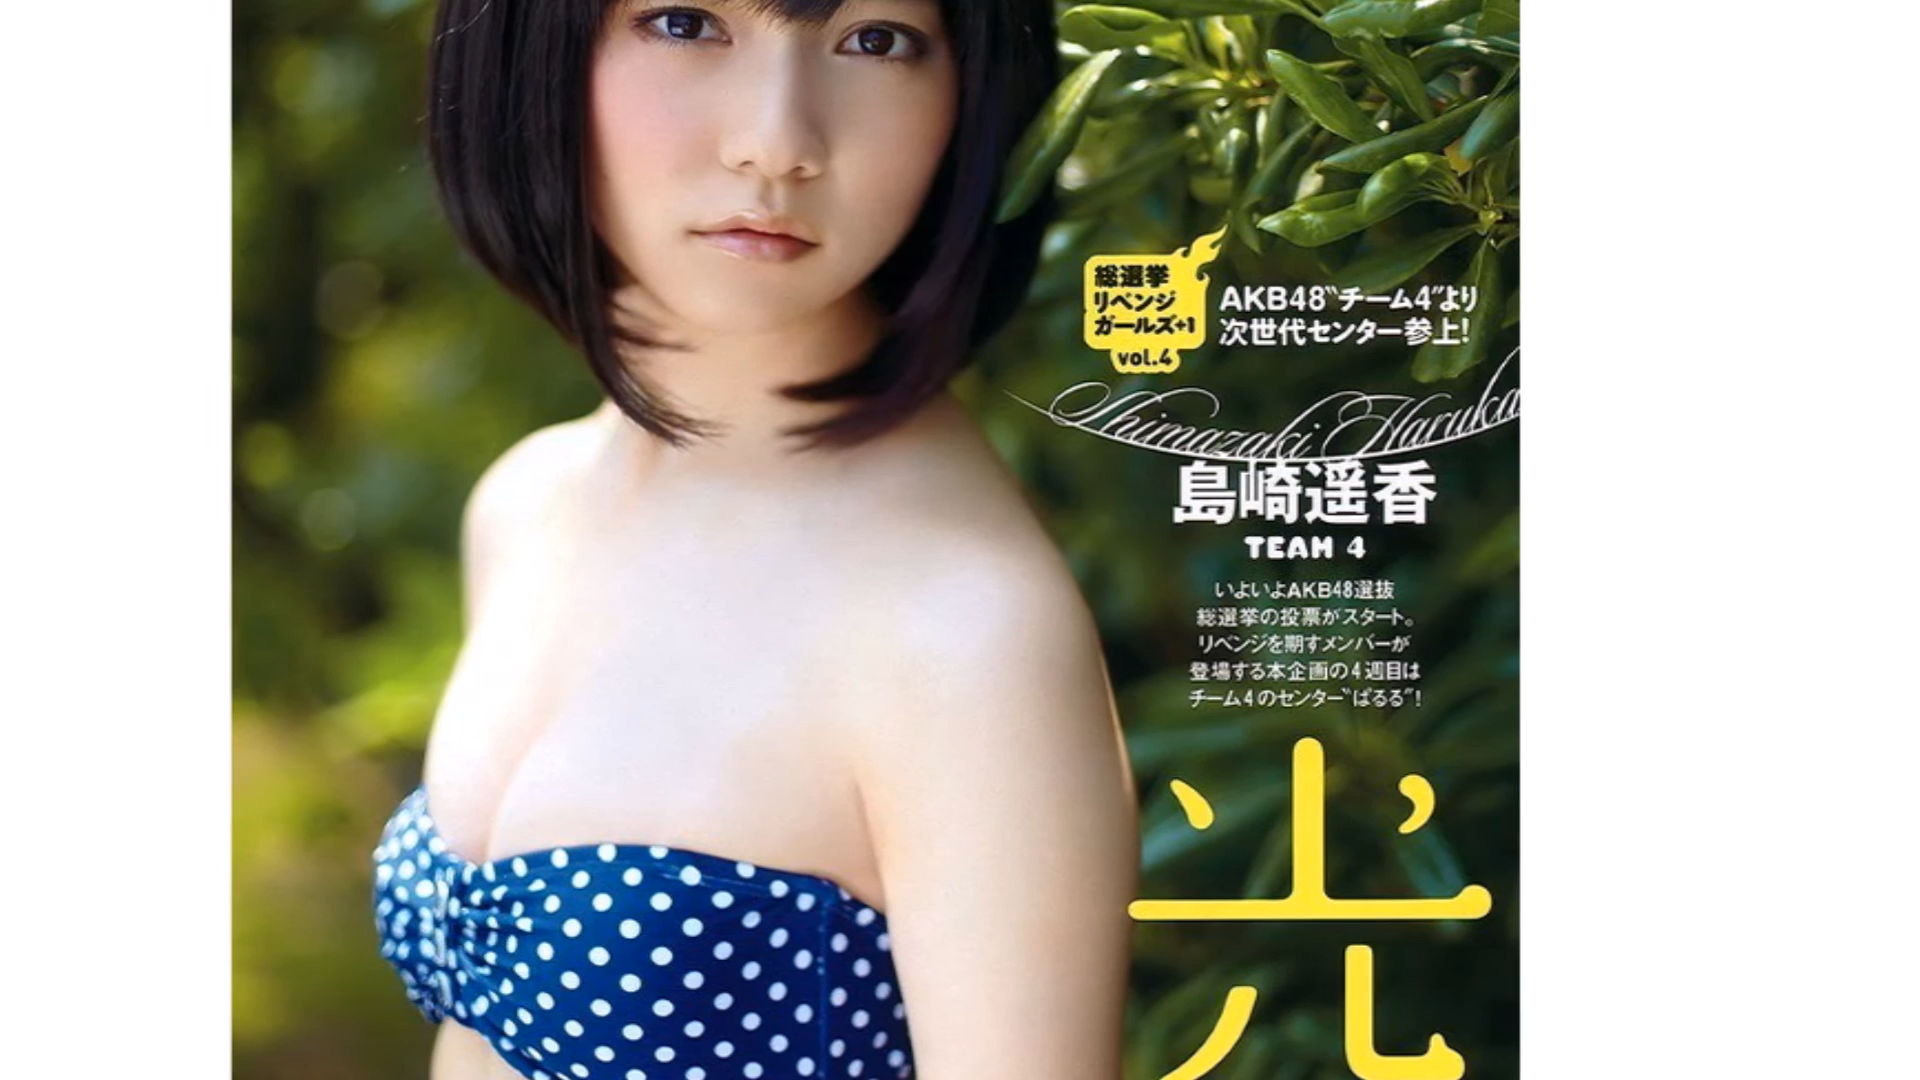 総選挙
リベンジ
ガールズ+1
vol.4
AKB48“チーム4”より
次世代センター参上!
Shimazaki Haruka
島崎遥香
TEAM 4
いよいよAKB48選抜
総選挙の投票がスタート。
リベンジを期すメンバーが
登場する本企画の4週目は
チーム4のセンター“ぱるる”!
光